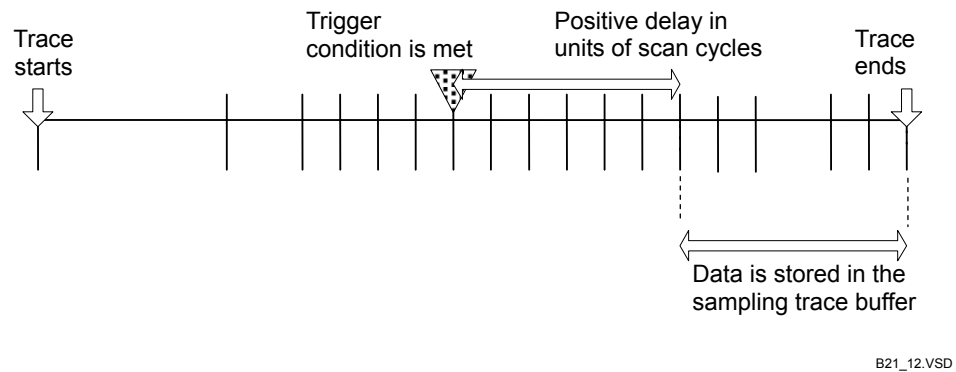 Trace
starts
Trigger
condition is met
Positive delay in
units of scan cycles
Trace
ends
Data is stored in the
sampling trace buffer
B21_12.VSD